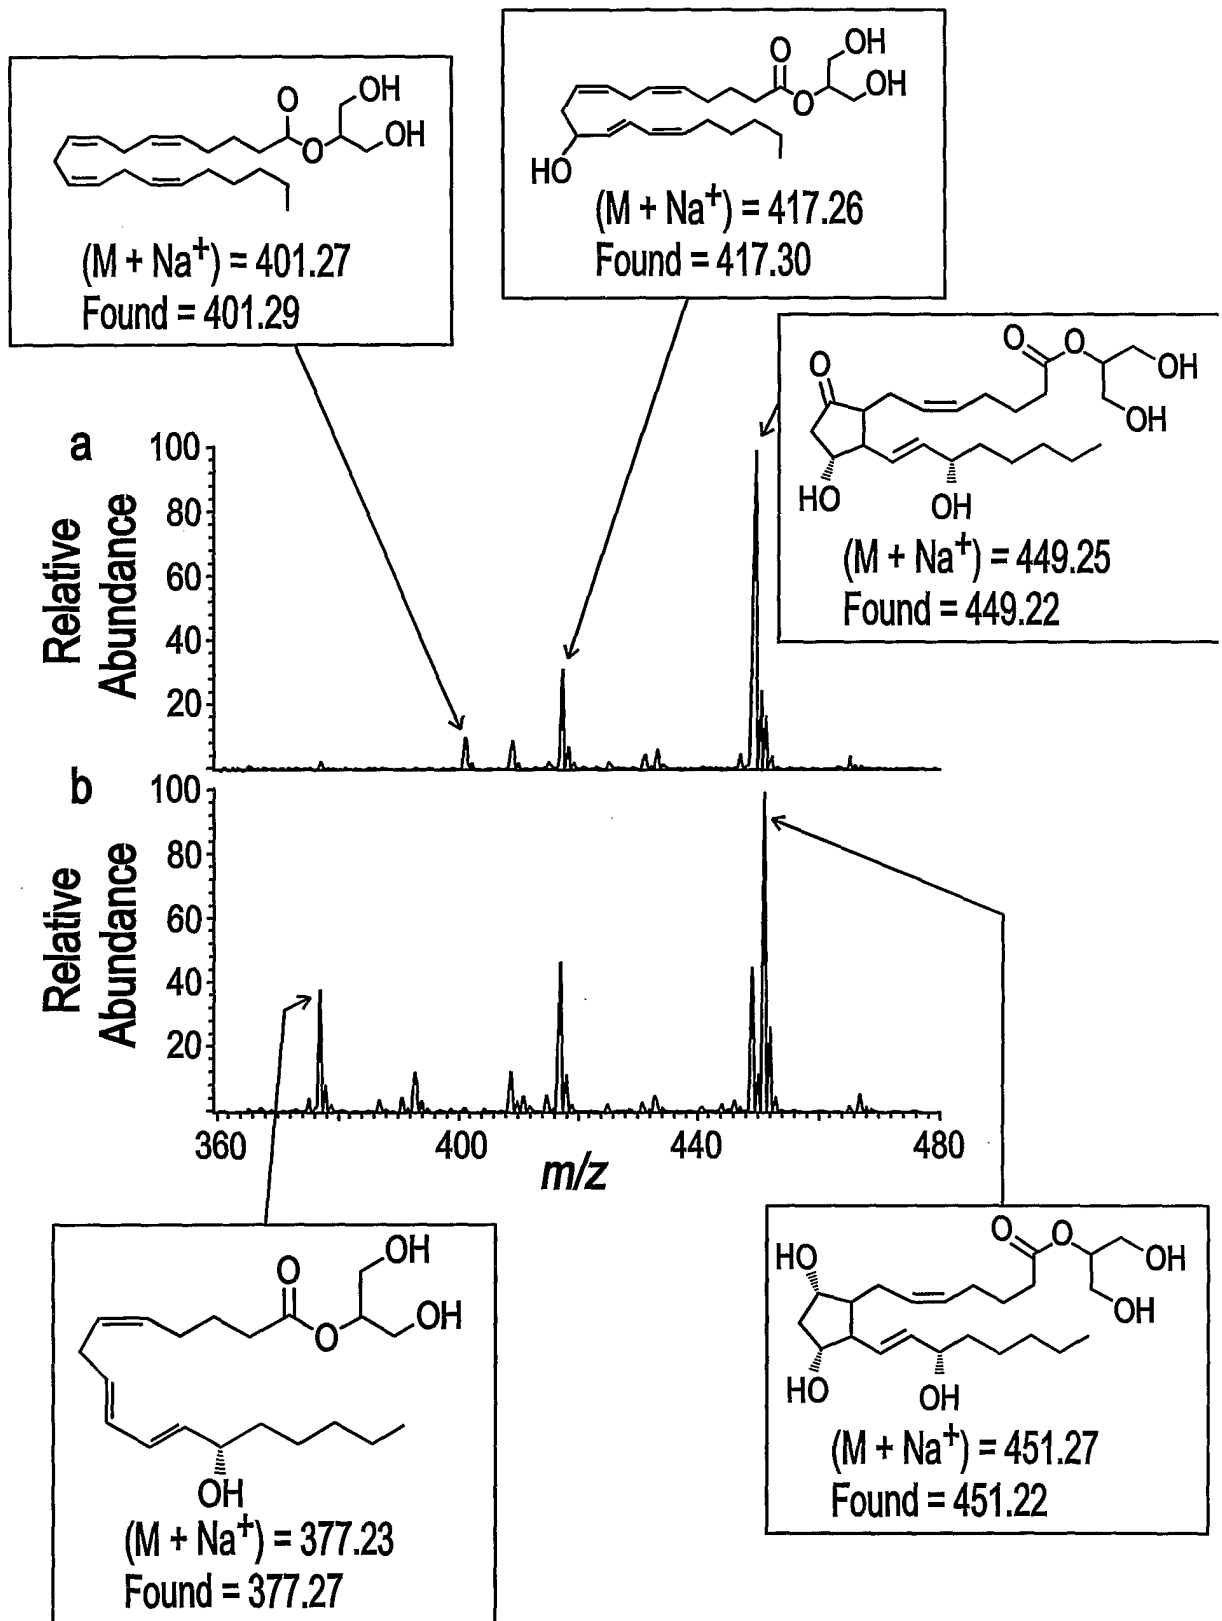 O
OH
OH
O
(M + Na+) = 401.27
Found = 401.29
O
OH
OH
O
HO
(M + Na+) = 417.26
Found = 417.30
O
O
O
OH
OH
HO
OH
(M + Na+) = 449.25
Found = 449.22
a
Relative
Abundance
100
80
60
40
20
b
Relative
Abundance
100
80
60
40
20
360
400
440
480
m/z
O
OH
OH
O
OH
(M + Na+) = 377.23
Found = 377.27
HO
O
O
OH
OH
HO
OH
(M + Na+) = 451.27
Found = 451.22